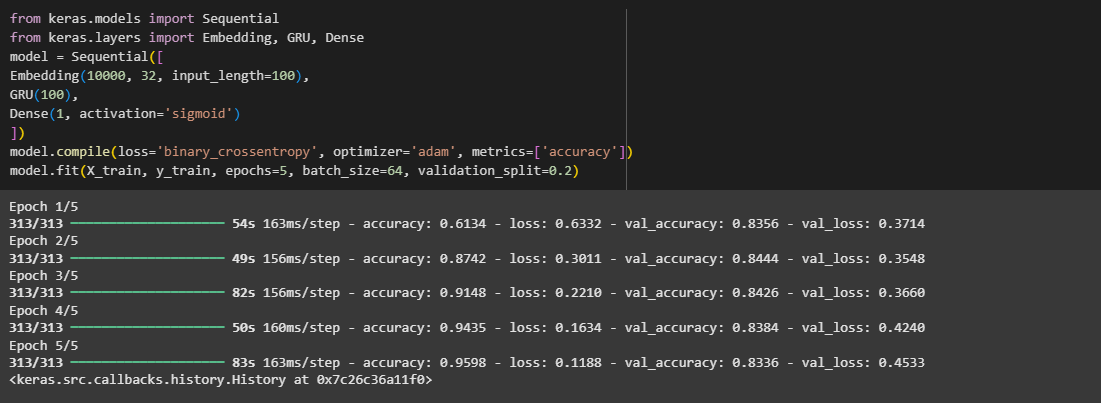 from keras.models import Sequential
from keras.layers import Embedding, GRU, Dense
model = Sequential([
Embedding(10000, 32, input_length=100),
GRU(100),
Dense(1, activation='sigmoid')
])
model.compile(loss='binary_crossentropy', optimizer='adam', metrics=['accuracy'])
model.fit(X_train, y_train, epochs=5, batch_size=64, validation_split=0.2)
Epoch 1/5
313/313 ━━━━━━━━━━━━━━━━━━━━ 54s 163ms/step - accuracy: 0.6134 - loss: 0.6332 - val_accuracy: 0.8356 - val_loss: 0.3714
Epoch 2/5
313/313 ━━━━━━━━━━━━━━━━━━━━ 49s 156ms/step - accuracy: 0.8742 - loss: 0.3011 - val_accuracy: 0.8444 - val_loss: 0.3548
Epoch 3/5
313/313 ━━━━━━━━━━━━━━━━━━━━ 82s 156ms/step - accuracy: 0.9148 - loss: 0.2210 - val_accuracy: 0.8426 - val_loss: 0.3660
Epoch 4/5
313/313 ━━━━━━━━━━━━━━━━━━━━ 50s 160ms/step - accuracy: 0.9435 - loss: 0.1634 - val_accuracy: 0.8384 - val_loss: 0.4240
Epoch 5/5
313/313 ━━━━━━━━━━━━━━━━━━━━ 83s 163ms/step - accuracy: 0.9598 - loss: 0.1188 - val_accuracy: 0.8336 - val_loss: 0.4533
<keras.src.callbacks.history.History at 0x7c26c36a11f0>